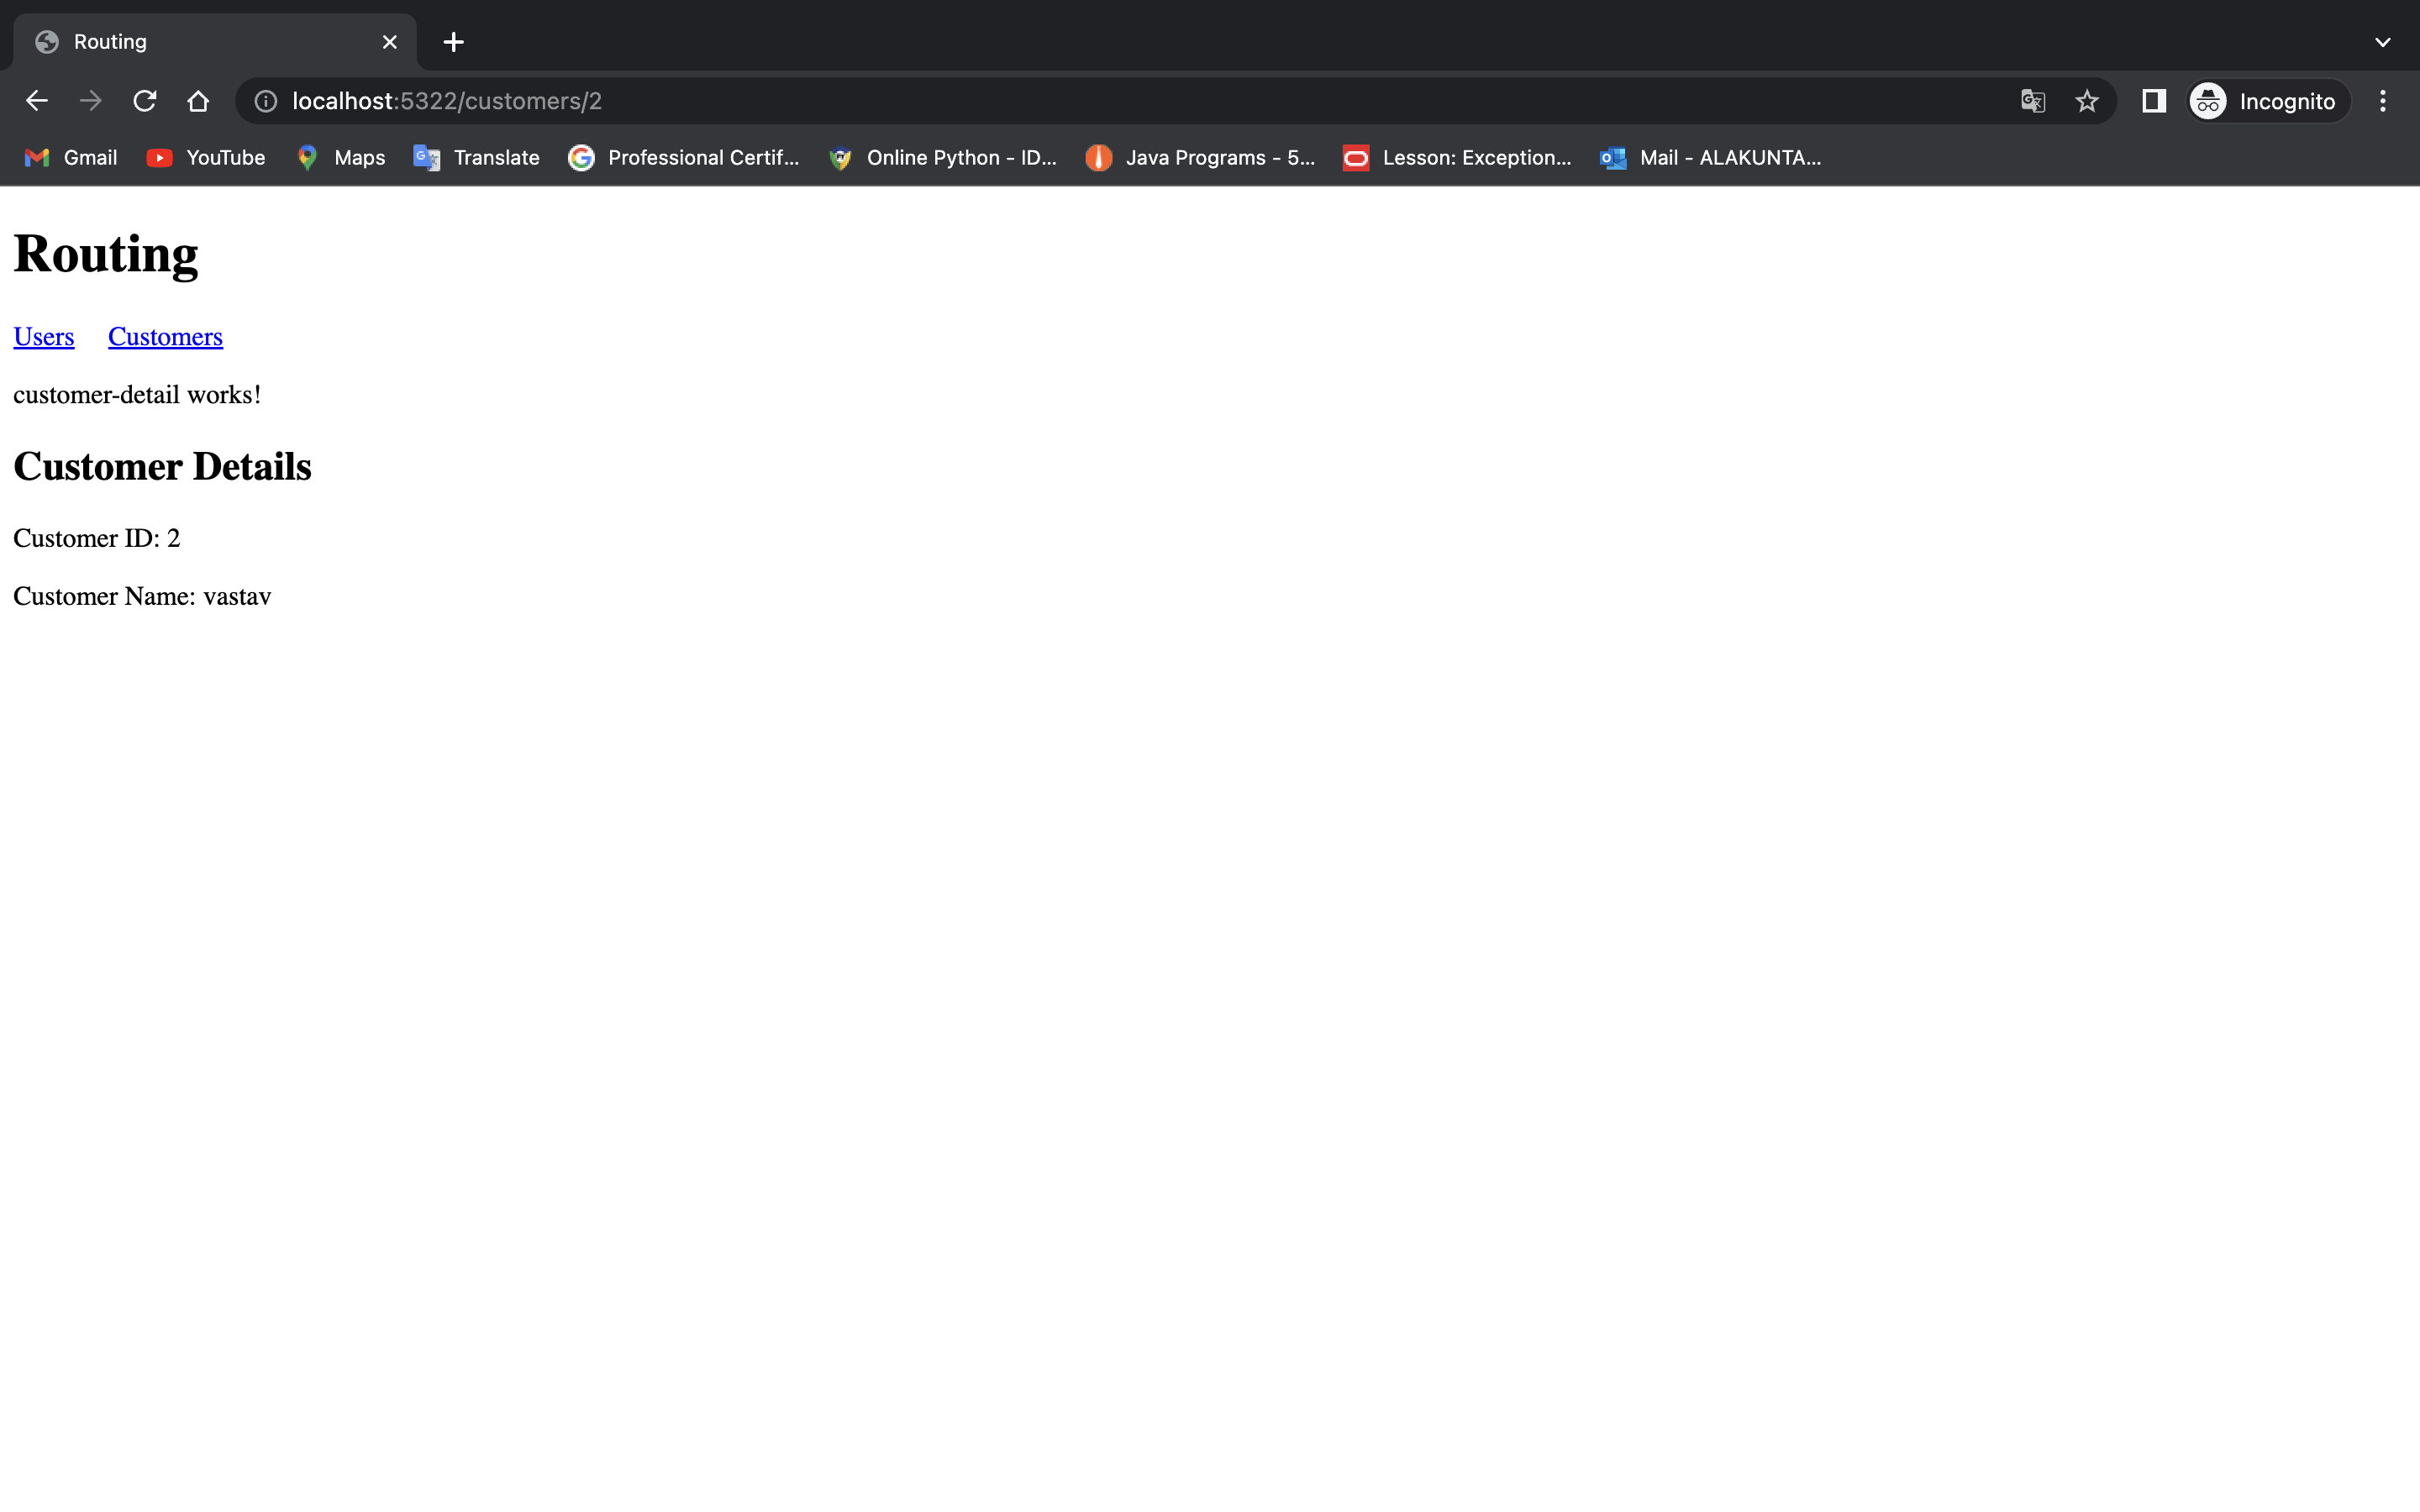 Routing
localhost:5322/customers/2
Incognito
Gmail YouTube Maps Translate Professional Certif... Online Python - ID... Java Programs - 5... Lesson: Exception... Mail - ALAKUNTA...
Routing
Users Customers
customer-detail works!
Customer Details
Customer ID: 2
Customer Name: vastav